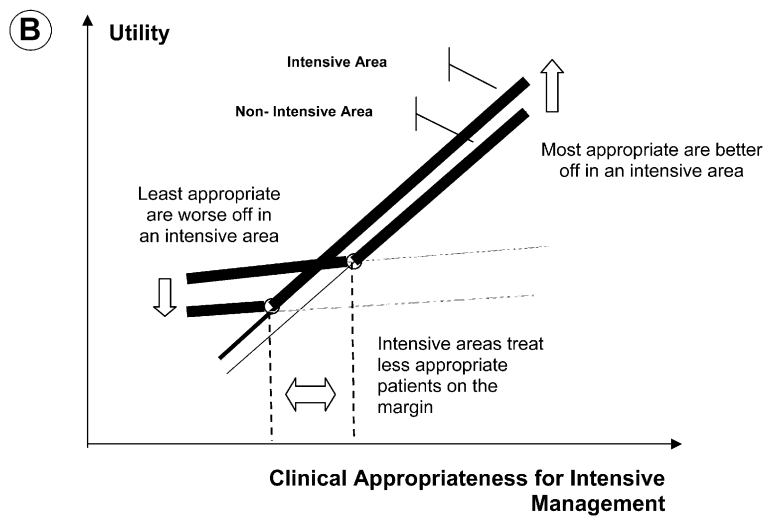 B
Utility
Intensive Area
Non- Intensive Area
Most appropriate are better
off in an intensive area
Least appropriate
are worse off in
an intensive area
Intensive areas treat
less appropriate
patients on the
margin
Clinical Appropriateness for Intensive
Management